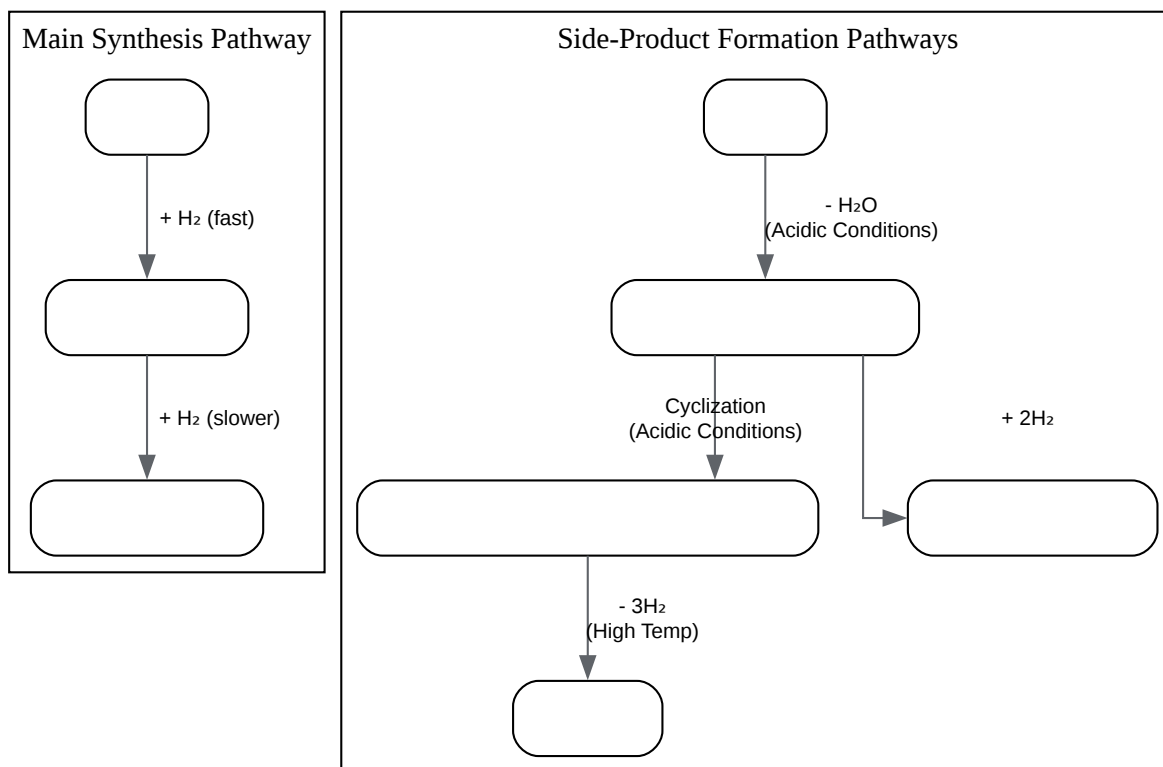 Main Synthesis Pathway
+ H₂ (fast)
+ H₂ (slower)
Side-Product Formation Pathways
- H₂O
(Acidic Conditions)
Cyclization
(Acidic Conditions)
+ 2H₂
- 3H₂
(High Temp)